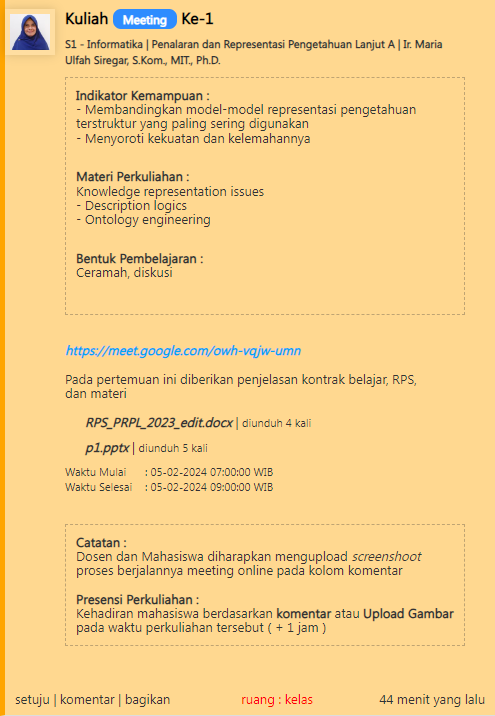 Kuliah Meeting Ke-1
S1 - Informatika | Penalaran dan Representasi Pengetahuan Lanjut A | Ir. Maria
Ulfah Siregar, S.Kom., MIT., Ph.D.
Indikator Kemampuan :
- Membandingkan model-model representasi pengetahuan
terstruktur yang paling sering digunakan
- Menyoroti kekuatan dan kelemahannya
Materi Perkuliahan :
Knowledge representation issues
- Description logics
- Ontology engineering
Bentuk Pembelajaran :
Ceramah, diskusi
https://meet.google.com/owh-vqjw-umn
Pada pertemuan ini diberikan penjelasan kontrak belajar, RPS,
dan materi
RPS_PRPL_2023_edit.docx | diunduh 4 kali
p1.pptx | diunduh 5 kali
Waktu Mulai : 05-02-2024 07:00:00 WIB
Waktu Selesai : 05-02-2024 09:00:00 WIB
Catatan :
Dosen dan Mahasiswa diharapkan mengupload screenshoot
proses berjalannya meeting online pada kolom komentar
Presensi Perkuliahan :
Kehadiran mahasiswa berdasarkan komentar atau Upload Gambar
pada waktu perkuliahan tersebut ( + 1 jam )
setuju | komentar | bagikan ruang : kelas 44 menit yang lalu